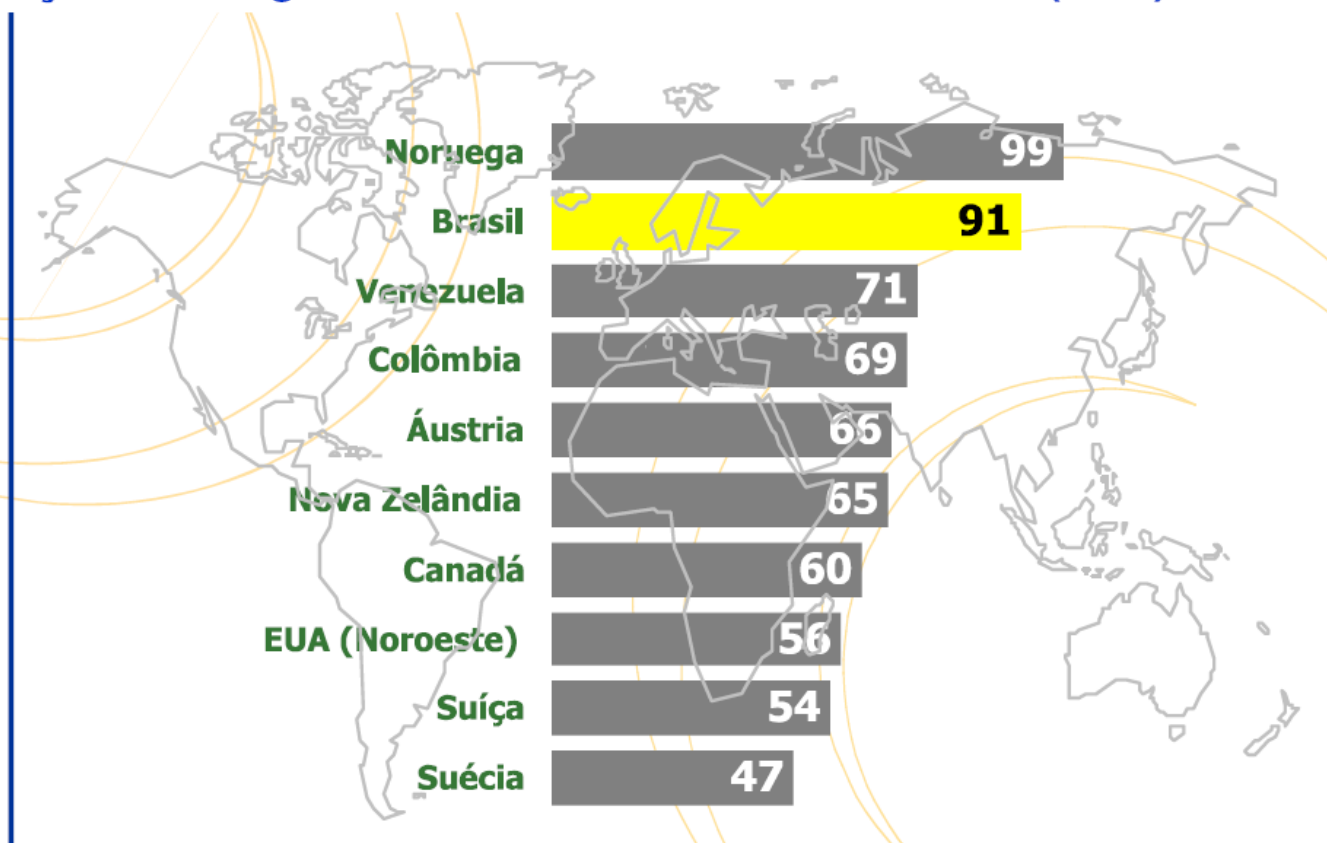 Noruega 99
Brasil 91
Venezuela 71
Colômbia 69
Áustria 66
Nova Zelândia 65
Canadá 60
EUA (Noroeste) 56
Suíça 54
Suécia 47